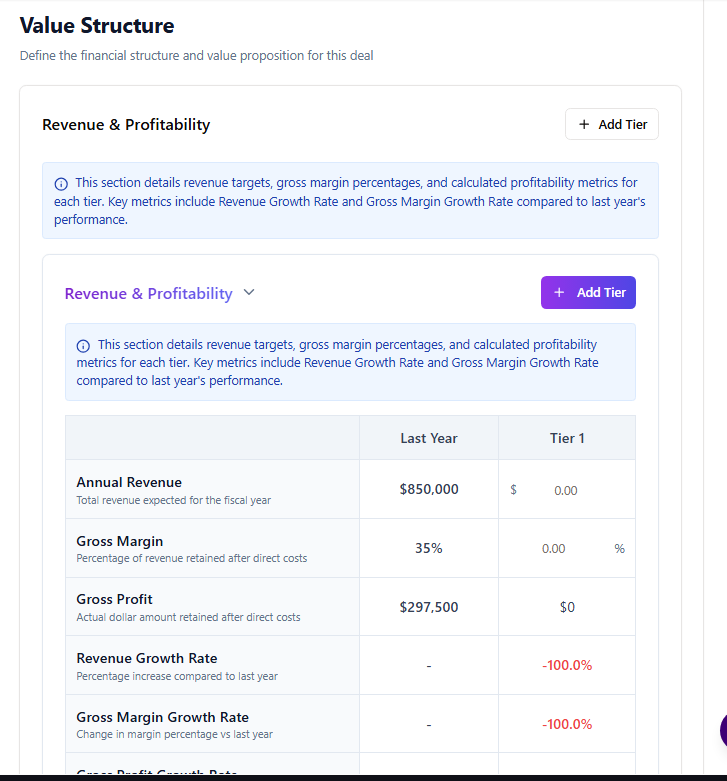 Value Structure
Define the financial structure and value proposition for this deal
Revenue & Profitability
+ Add Tier
This section details revenue targets, gross margin percentages, and calculated profitability metrics for
each tier. Key metrics include Revenue Growth Rate and Gross Margin Growth Rate compared to last year's
performance.
Revenue & Profitability
+ Add Tier
This section details revenue targets, gross margin percentages, and calculated profitability
metrics for each tier. Key metrics include Revenue Growth Rate and Gross Margin Growth Rate
compared to last year's performance.
Last Year Tier 1
Annual Revenue
Total revenue expected for the fiscal year
$850,000 $ 0.00
Gross Margin
Percentage of revenue retained after direct costs
35% 0.00 %
Gross Profit
Actual dollar amount retained after direct costs
$297,500 $0
Revenue Growth Rate
Percentage increase compared to last year
- -100.0%
Gross Margin Growth Rate
Change in margin percentage vs last year
- -100.0%
Gross Profit Growth Rate